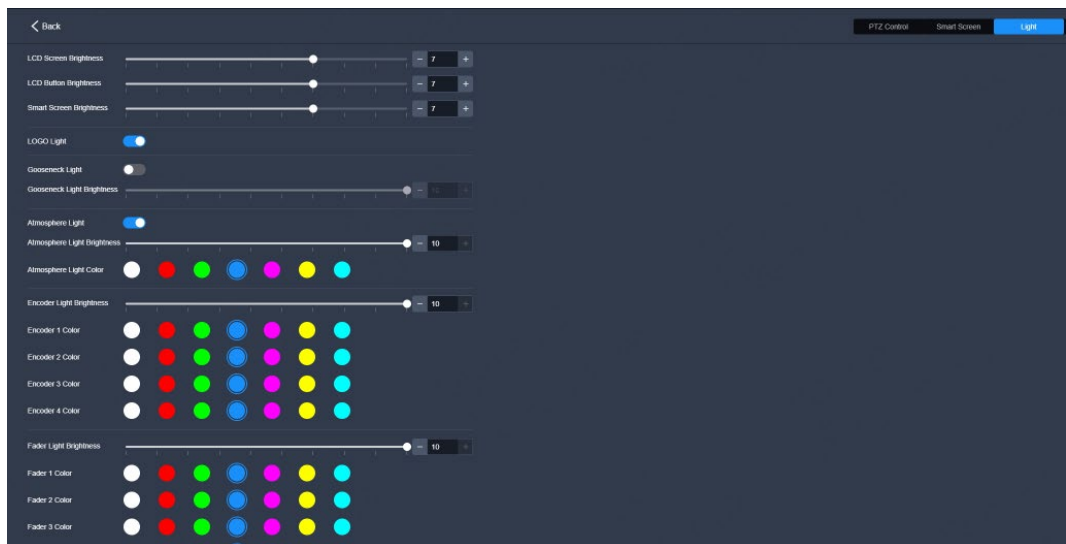 Back
PTZ Control
Smart Screen
Light
LCD Screen Brightness
7
LCD Button Brightness
7
Smart Screen Brightness
7
LOGO Light
Gooseneck Light
Gooseneck Light Brightness
Atmosphere Light
Atmosphere Light Brightness
10
Atmosphere Light Color
Encoder Light Brightness
10
Encoder 1 Color
Encoder 2 Color
Encoder 3 Color
Encoder 4 Color
Fader Light Brightness
10
Fader 1 Color
Fader 2 Color
Fader 3 Color